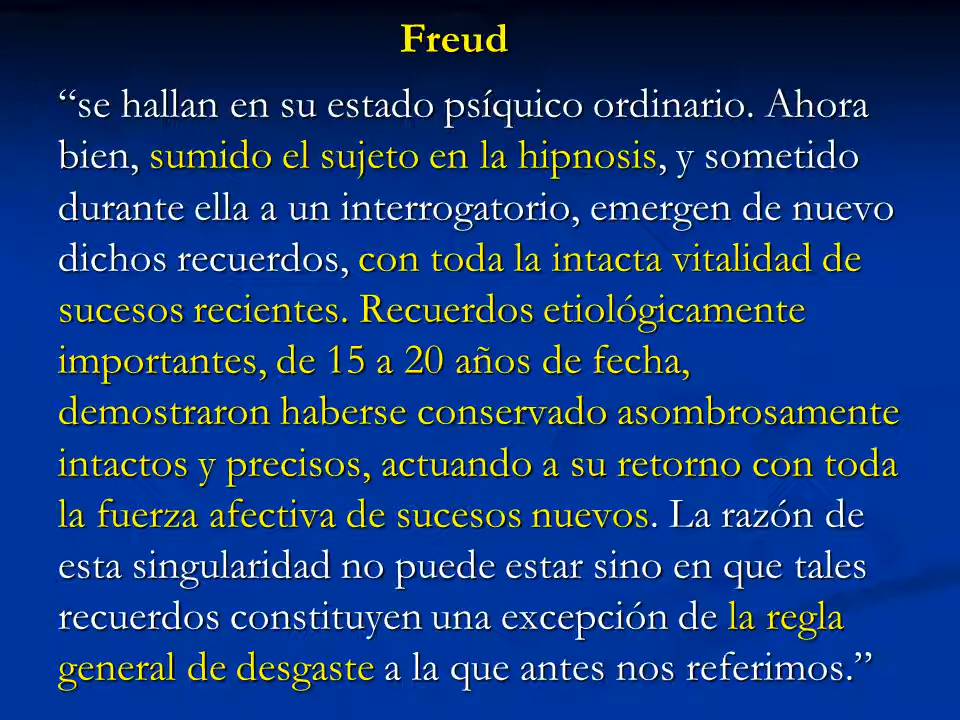 Freud
“se hallan en su estado psíquico ordinario. Ahora
bien, sumido el sujeto en la hipnosis, y sometido
durante ella a un interrogatorio, emergen de nuevo
dichos recuerdos, con toda la intacta vitalidad de
sucesos recientes. Recuerdos etiológicamente
importantes, de 15 a 20 años de fecha,
demostraron haberse conservado asombrosamente
intactos y precisos, actuando a su retorno con toda
la fuerza afectiva de sucesos nuevos. La razón de
esta singularidad no puede estar sino en que tales
recuerdos constituyen una excepción de la regla
general de desgaste a la que antes nos referimos.”